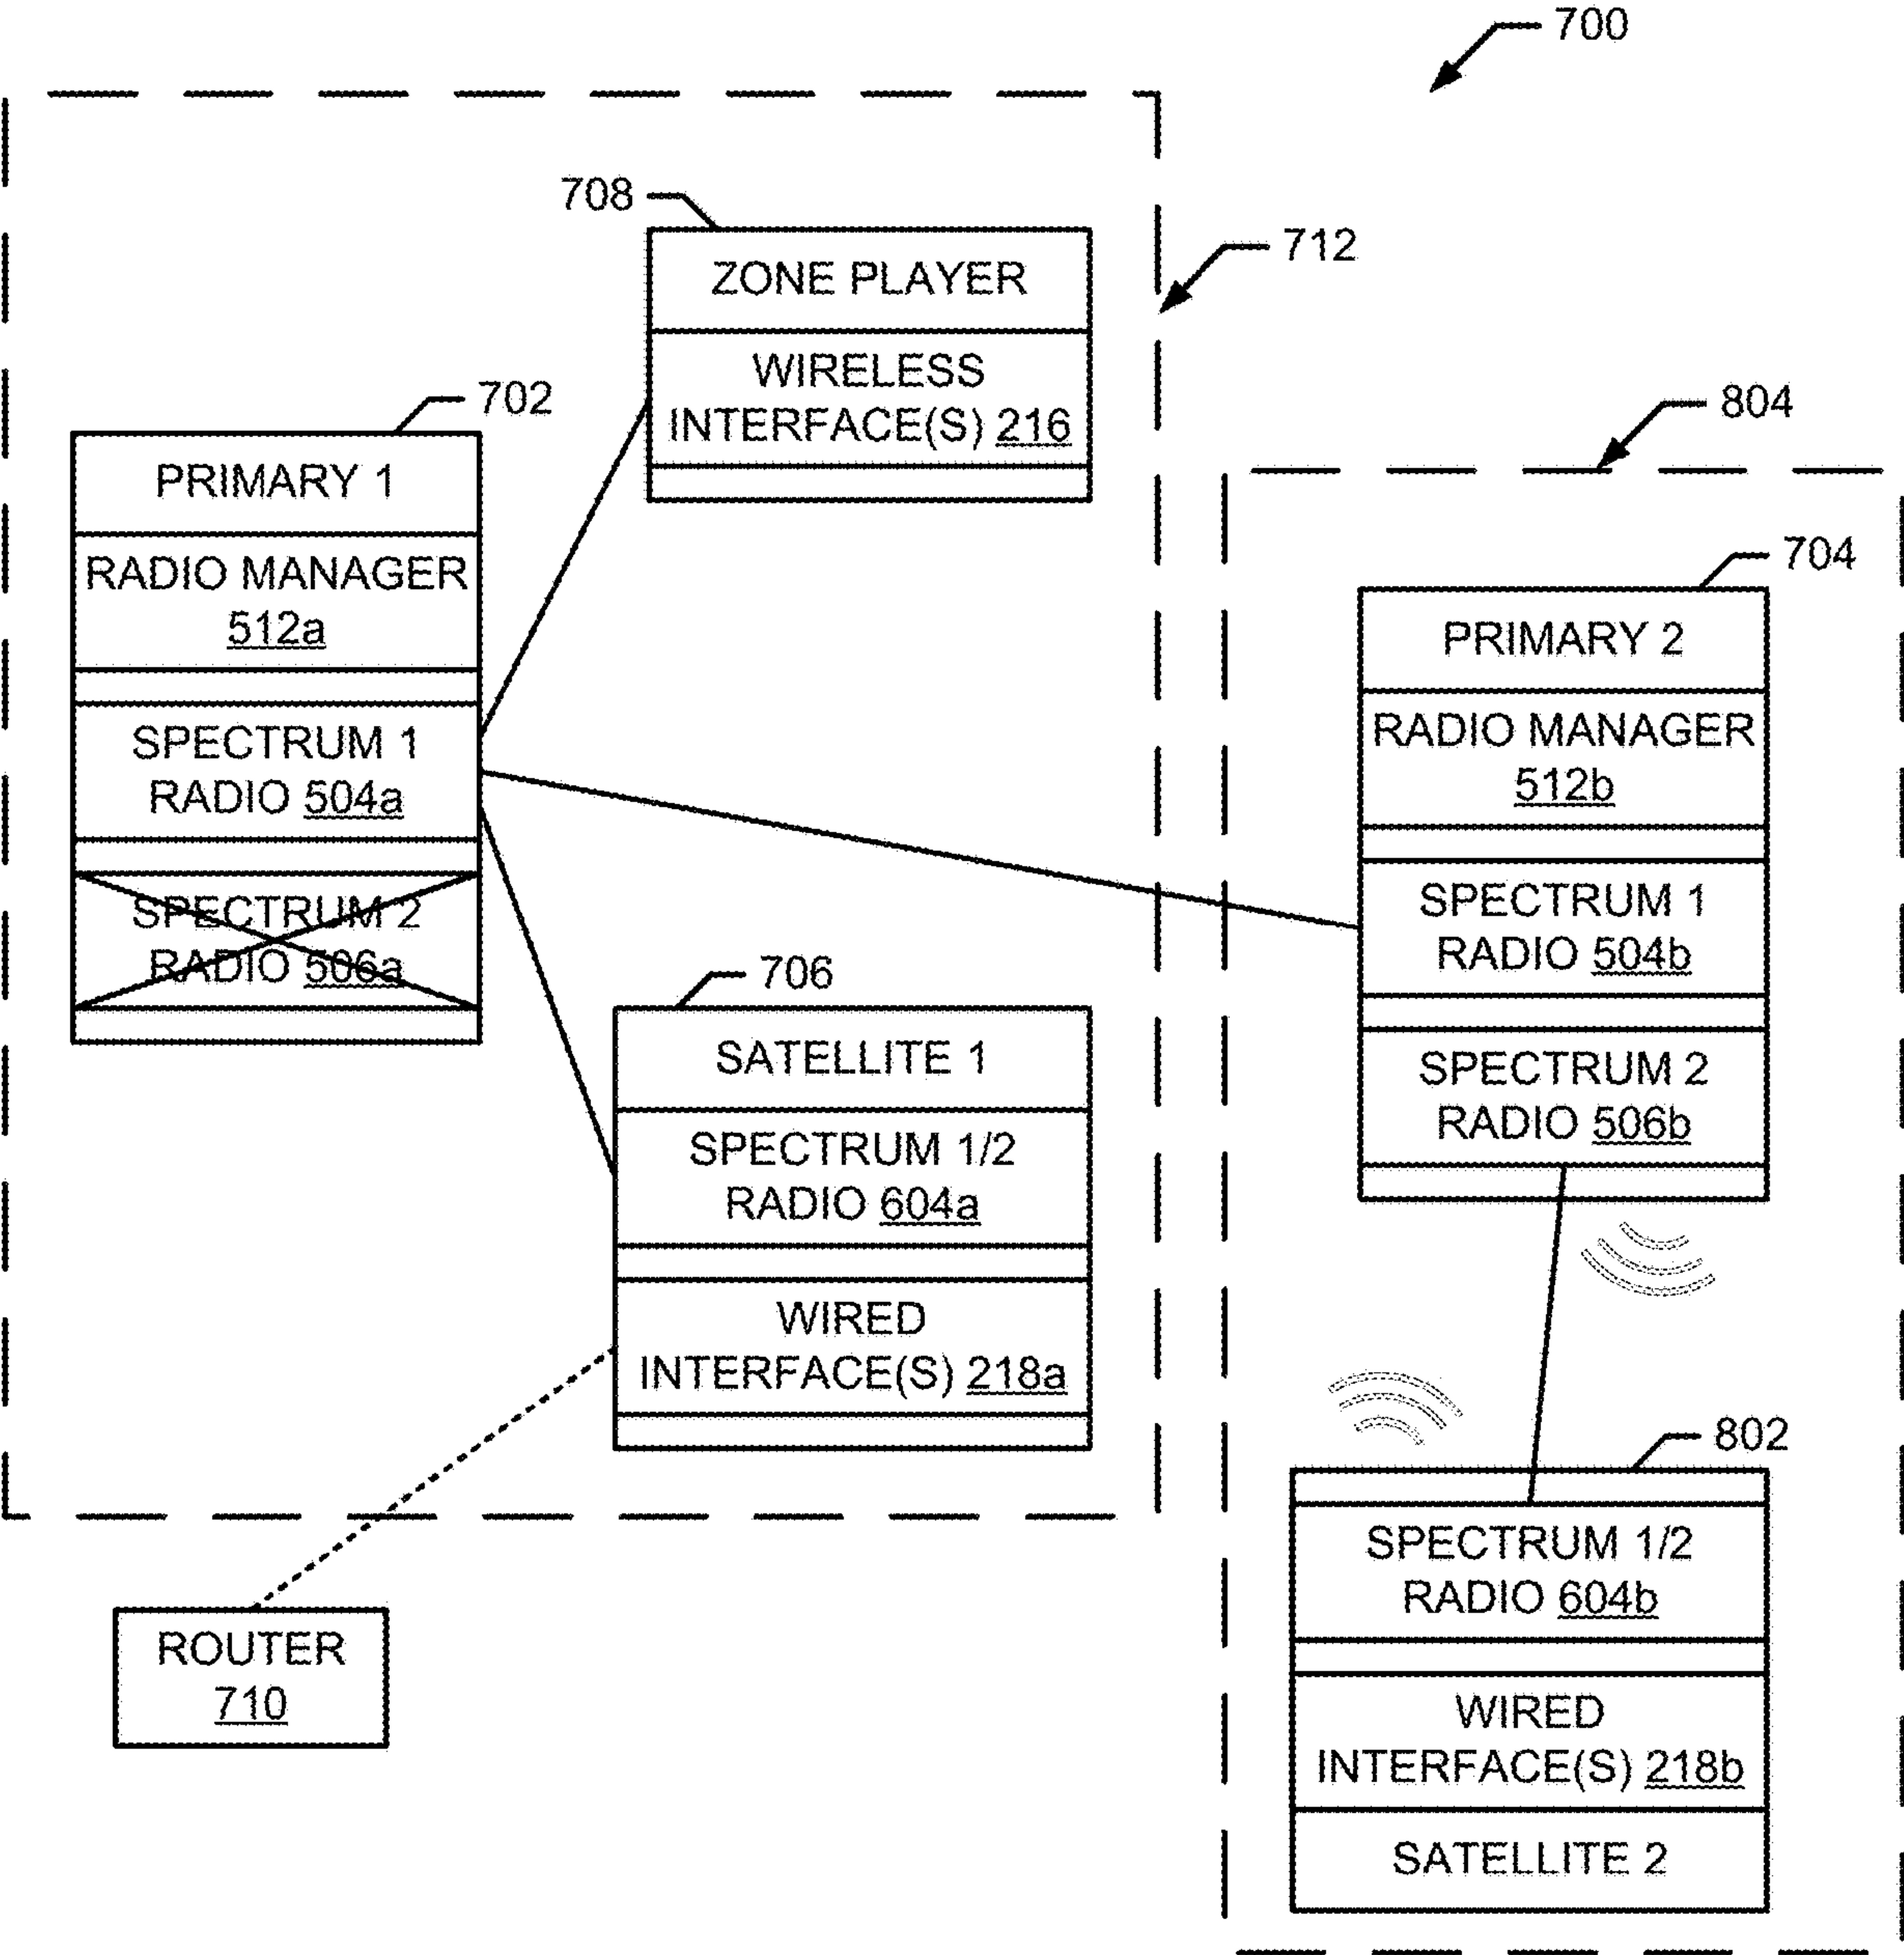 700
708
712
ZONE PLAYER
WIRELESS
INTERFACE(S) 216
702
PRIMARY 1
RADIO MANAGER
512a
SPECTRUM 1
RADIO 504a
SPECTRUM 2
RADIO 506a
706
SATELLITE 1
SPECTRUM 1/2
RADIO 604a
WIRED
INTERFACE(S) 218a
ROUTER
710
804
704
PRIMARY 2
RADIO MANAGER
512b
SPECTRUM 1
RADIO 504b
SPECTRUM 2
RADIO 506b
802
SPECTRUM 1/2
RADIO 604b
WIRED
INTERFACE(S) 218b
SATELLITE 2